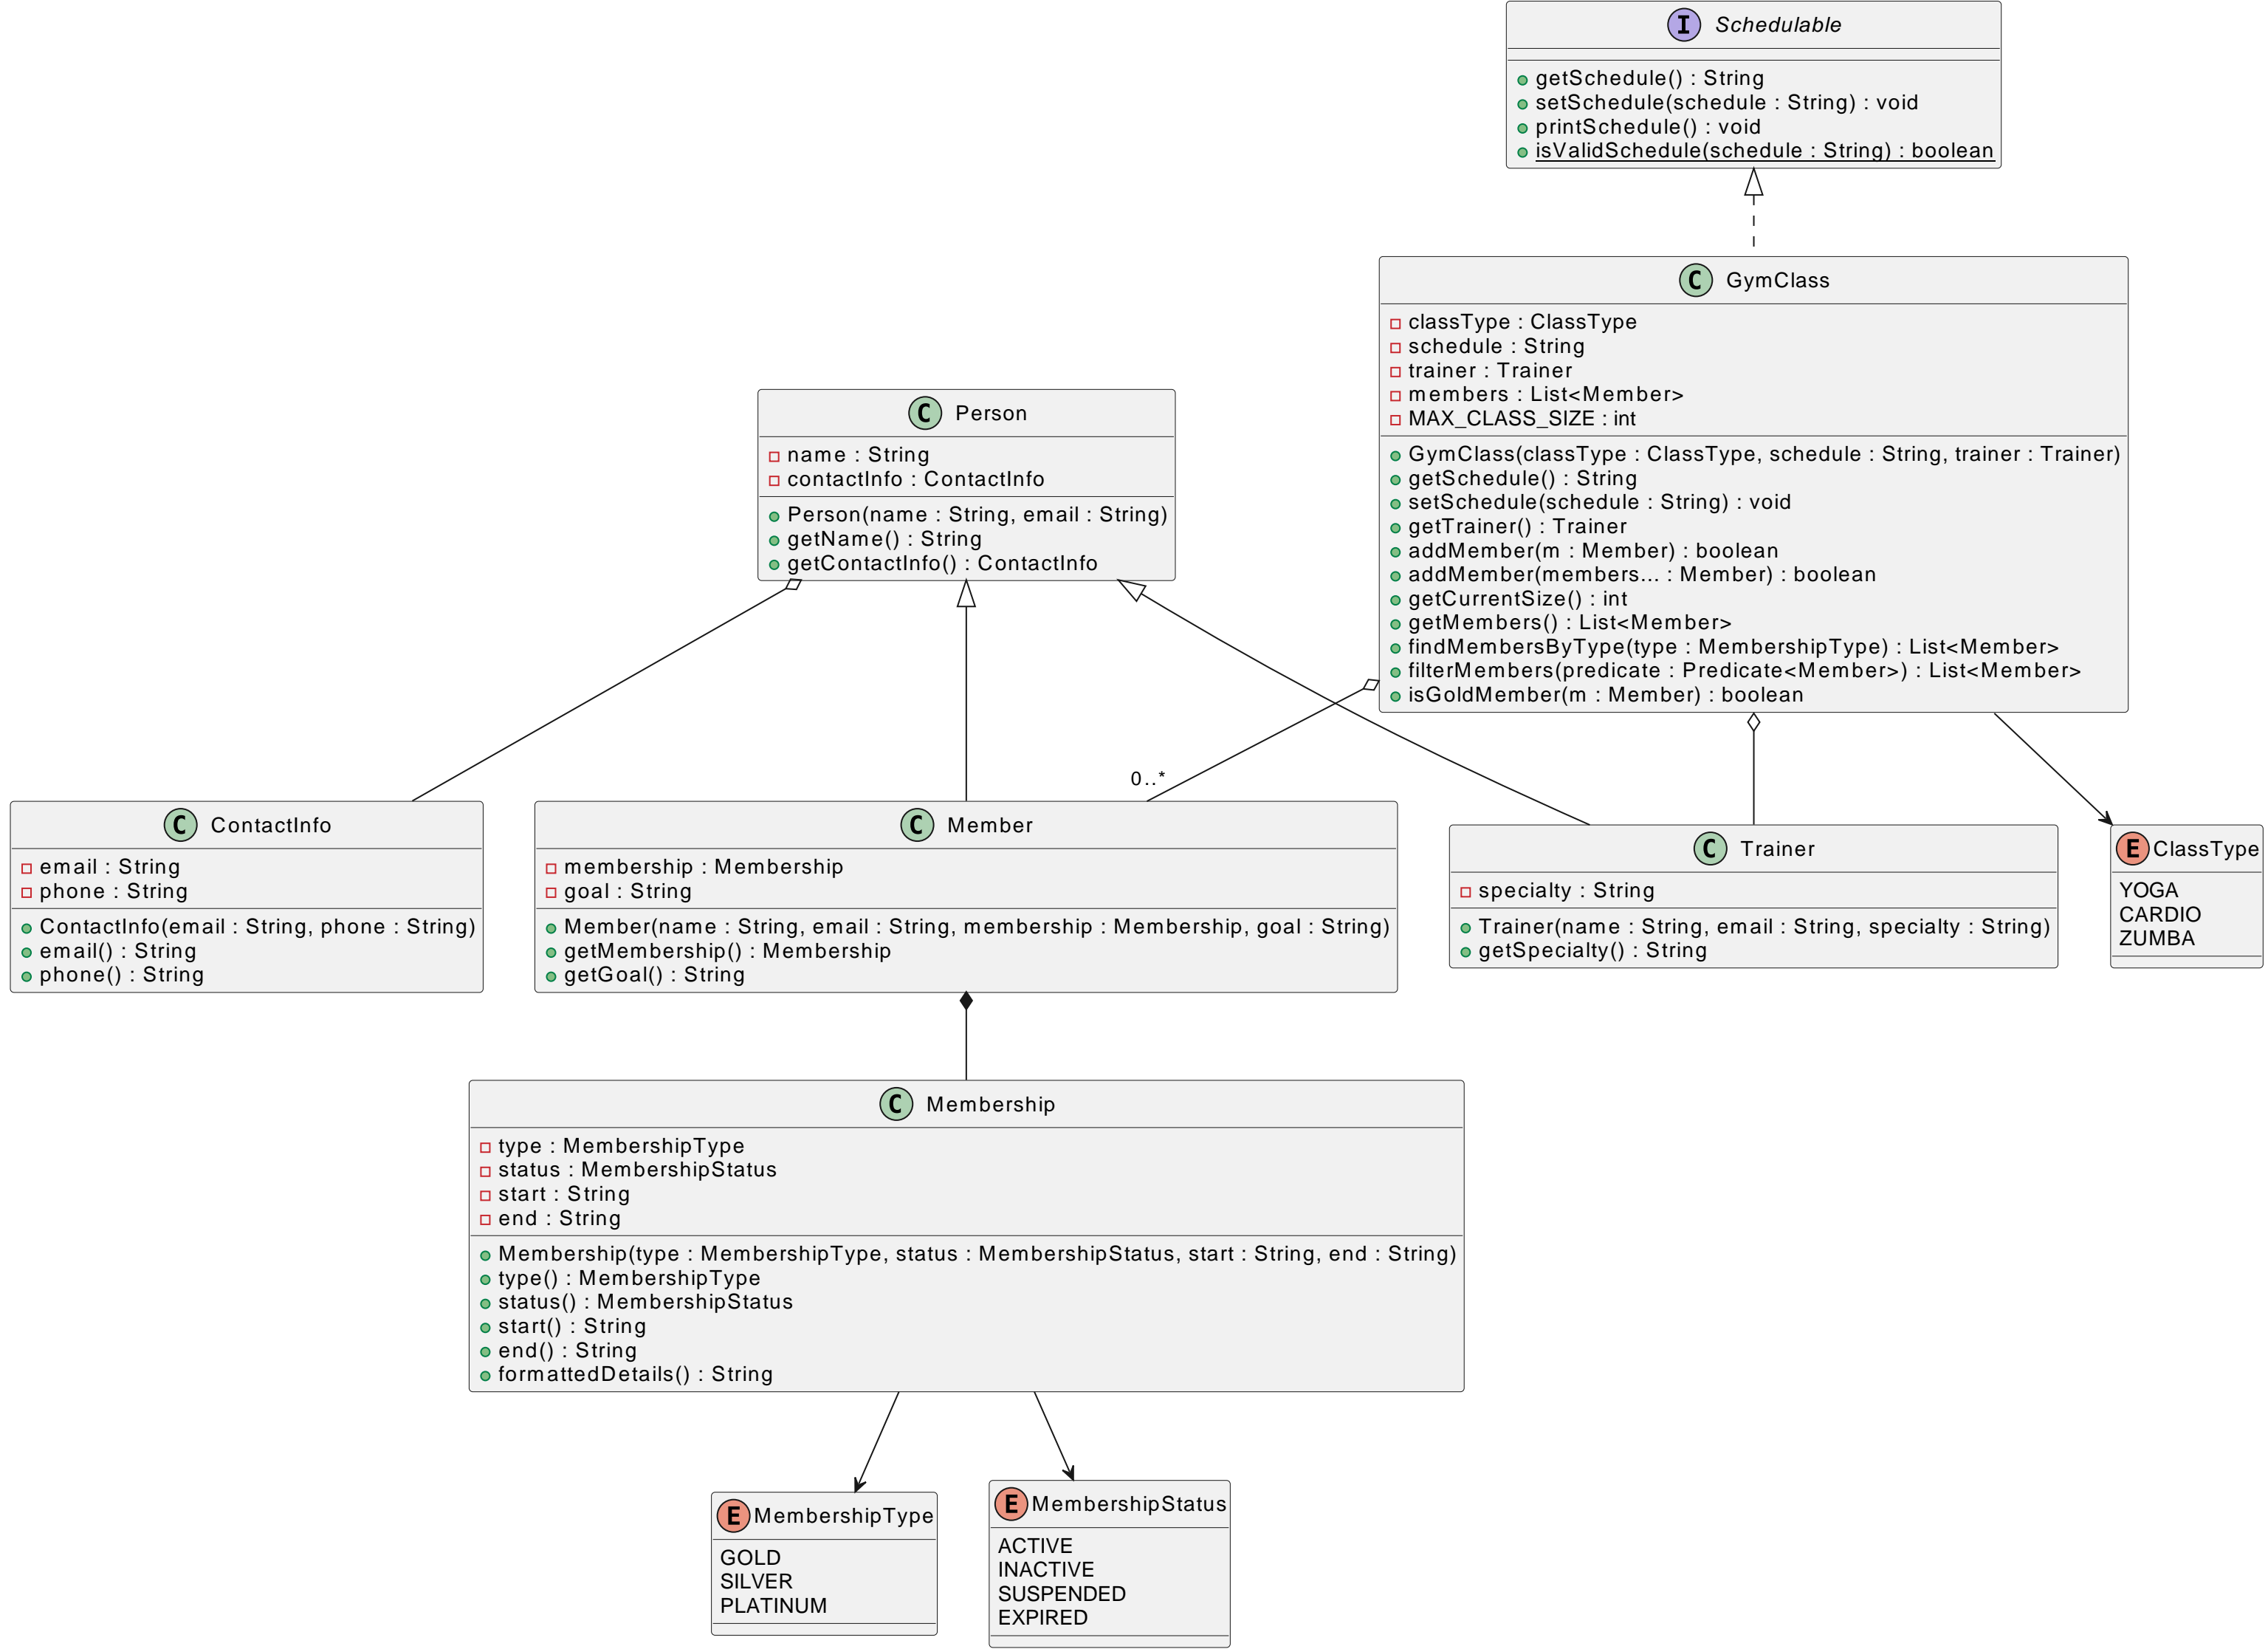 I Schedulable
getSchedule() : String
setSchedule(schedule : String) : void
printSchedule() : void
isValidSchedule(schedule : String) : boolean
C GymClass
classType : ClassType
schedule : String
trainer : Trainer
members : List<Member>
MAX_CLASS_SIZE : int
GymClass(classType : ClassType, schedule : String, trainer : Trainer)
getSchedule() : String
setSchedule(schedule : String) : void
getTrainer() : Trainer
addMember(m : Member) : boolean
addMember(members... : Member) : boolean
getCurrentSize() : int
getMembers() : List<Member>
findMembersByType(type : MembershipType) : List<Member>
filterMembers(predicate : Predicate<Member>) : List<Member>
isGoldMember(m : Member) : boolean
C Person
name : String
contactInfo : ContactInfo
Person(name : String, email : String)
getName() : String
getContactInfo() : ContactInfo
0..*
C ContactInfo
email : String
phone : String
ContactInfo(email : String, phone : String)
email() : String
phone() : String
C Member
membership : Membership
goal : String
Member(name : String, email : String, membership : Membership, goal : String)
getMembership() : Membership
getGoal() : String
C Trainer
specialty : String
Trainer(name : String, email : String, specialty : String)
getSpecialty() : String
E ClassType
YOGA
CARDIO
ZUMBA
C Membership
type : MembershipType
status : MembershipStatus
start : String
end : String
Membership(type : MembershipType, status : MembershipStatus, start : String, end : String)
type() : MembershipType
status() : MembershipStatus
start() : String
end() : String
formattedDetails() : String
E MembershipType
GOLD
SILVER
PLATINUM
E MembershipStatus
ACTIVE
INACTIVE
SUSPENDED
EXPIRED